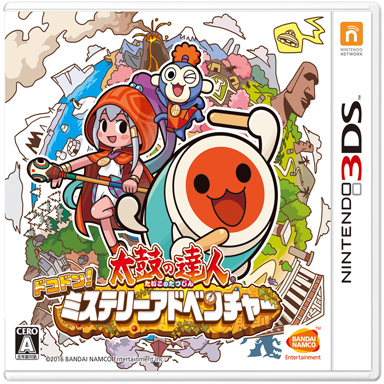 NINTENDO
NETWORK
NINTENDO 3DS
TM
太鼓の達人
たいこのたつじん
ドコドン!
ミステリーアドベンチャー
CERO
A
©2016 BANDAI NAMCO Entertainment Inc.
BANDAI
NAMCO
Entertainment